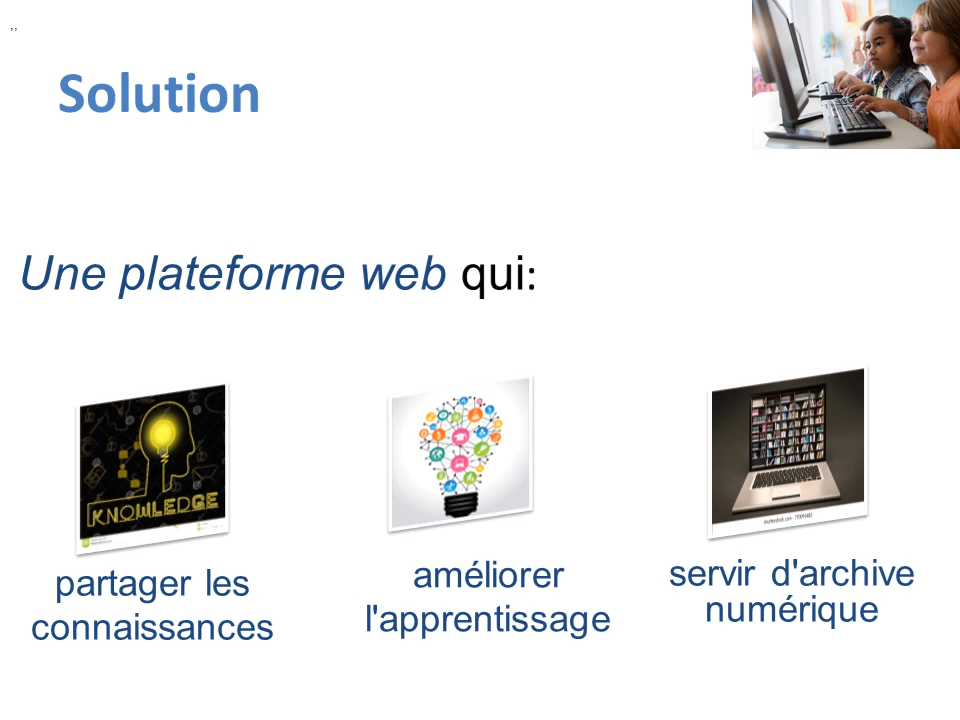 ,,
Solution
Une plateforme web qui:
KNOWLEDGE
partager les
connaissances
améliorer
l'apprentissage
servir d'archive
numérique